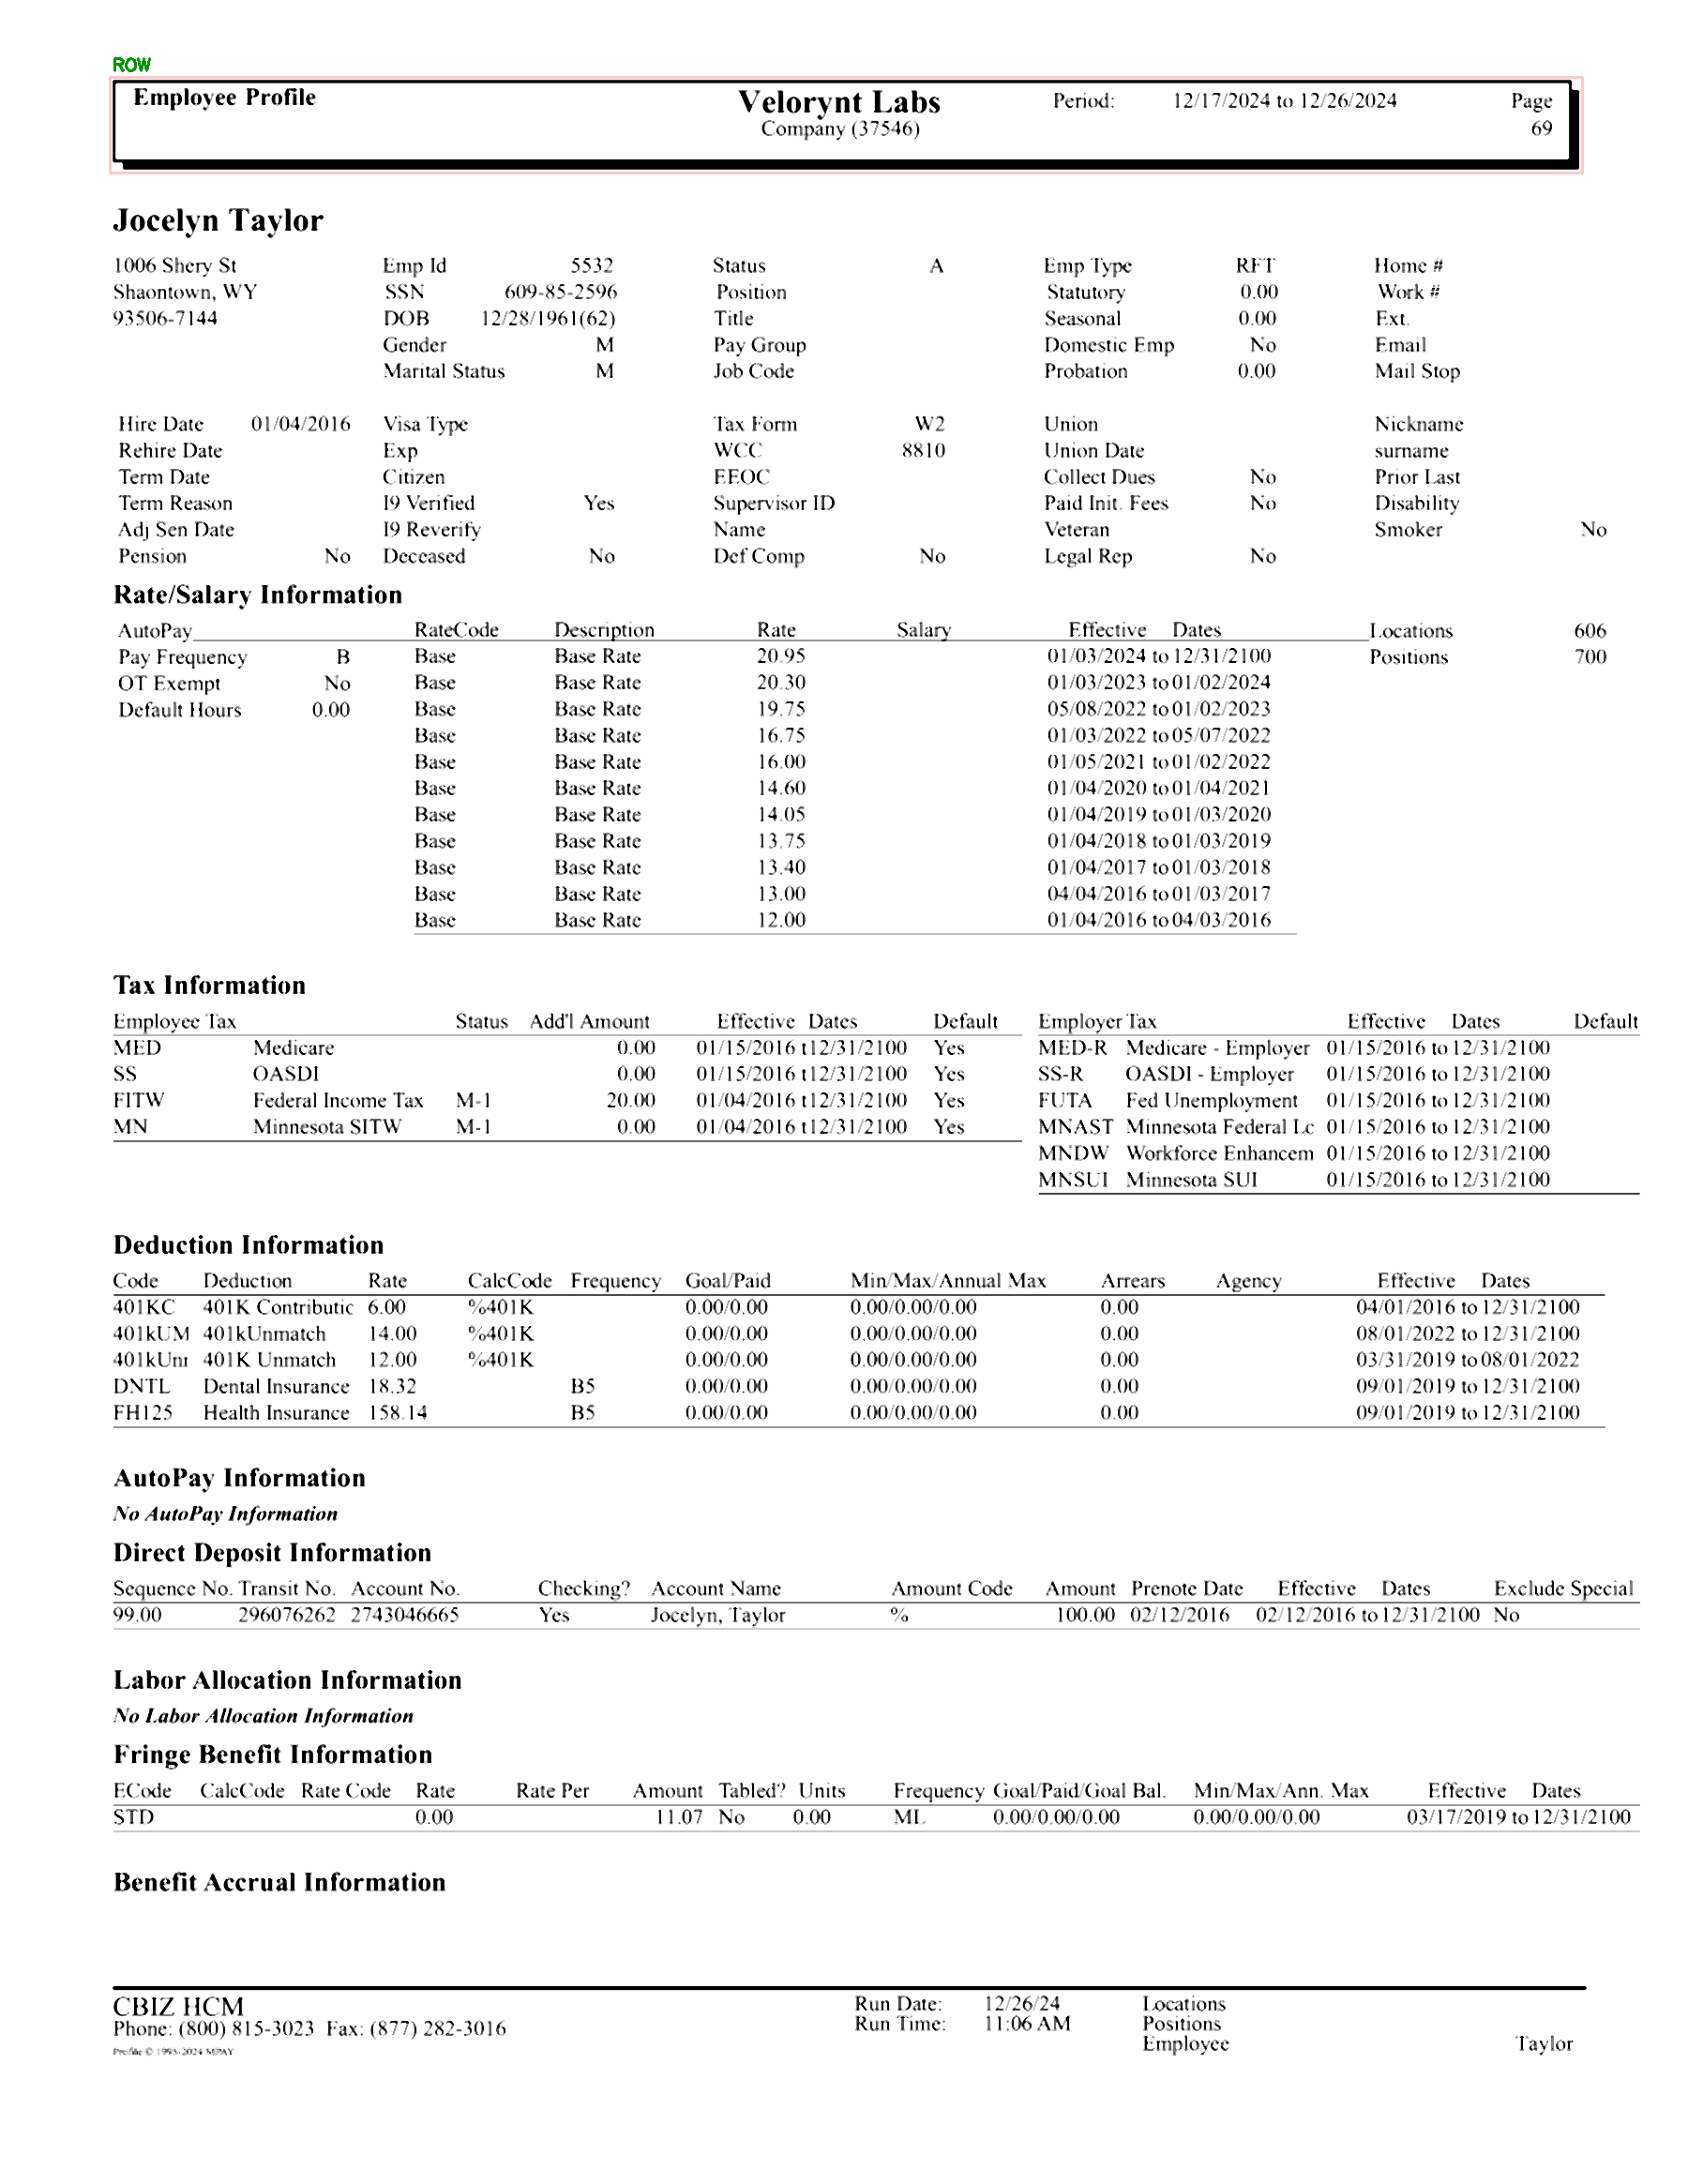 ROW
Employee Profile Velorynt Labs Period: 12/17/2024 to 12/26/2024 Page
Company (37546) 69
Jocelyn Taylor
1006 Shery St Emp Id 5532 Status A Emp Type RFT Home #
Shaontown, WY SSN 609-85-2596 Position Statutory 0.00 Work #
93506-7144 DOB 12/28/1961(62) Title Seasonal 0.00 Ext.
Gender M Pay Group Domestic Emp No Email
Marital Status M Job Code Probation 0.00 Mail Stop
Hire Date 01/04/2016 Visa Type Tax Form W2 Union Nickname
Rehire Date Exp WCC 8810 Union Date surname
Term Date Citizen EEOC Collect Dues No Prior Last
Term Reason I9 Verified Yes Supervisor ID Paid Init. Fees No Disability
Adj Sen Date I9 Reverify Name Veteran Smoker No
Pension No Deceased No Def Comp No Legal Rep No
Rate/Salary Information
AutoPay RateCode Description Rate Salary Effective Dates Locations 606
Pay Frequency B Base Base Rate 20.95 01/03/2024 to 12/31/2100 Positions 700
OT Exempt No Base Base Rate 20.30 01/03/2023 to 01/02/2024
Default Hours 0.00 Base Base Rate 19.75 05/08/2022 to 01/02/2023
Base Base Rate 16.75 01/03/2022 to 05/07/2022
Base Base Rate 16.00 01/05/2021 to 01/02/2022
Base Base Rate 14.60 01/04/2020 to 01/04/2021
Base Base Rate 14.05 01/04/2019 to 01/03/2020
Base Base Rate 13.75 01/04/2018 to 01/03/2019
Base Base Rate 13.40 01/04/2017 to 01/03/2018
Base Base Rate 13.00 04/04/2016 to 01/03/2017
Base Base Rate 12.00 01/04/2016 to 04/03/2016
Tax Information
Employee Tax Status Add'l Amount Effective Dates Default Employer Tax Effective Dates Default
MED Medicare 0.00 01/15/2016 t12/31/2100 Yes MED-R Medicare - Employer 01/15/2016 to 12/31/2100
SS OASDI 0.00 01/15/2016 t12/31/2100 Yes SS-R OASDI - Employer 01/15/2016 to 12/31/2100
FITW Federal Income Tax M-1 20.00 01/04/2016 t12/31/2100 Yes FUTA Fed Unemployment 01/15/2016 to 12/31/2100
MN Minnesota SITW M-1 0.00 01/04/2016 t12/31/2100 Yes MNAST Minnesota Federal Lc 01/15/2016 to 12/31/2100
MNDW Workforce Enhancem 01/15/2016 to 12/31/2100
MNSUI Minnesota SUI 01/15/2016 to 12/31/2100
Deduction Information
Code Deduction Rate CalcCode Frequency Goal/Paid Min/Max/Annual Max Arrears Agency Effective Dates
401KC 401K Contributic 6.00 %401K 0.00/0.00 0.00/0.00/0.00 0.00 04/01/2016 to 12/31/2100
401kUM 401kUnmatch 14.00 %401K 0.00/0.00 0.00/0.00/0.00 0.00 08/01/2022 to 12/31/2100
401kUnr 401K Unmatch 12.00 %401K 0.00/0.00 0.00/0.00/0.00 0.00 03/31/2019 to 08/01/2022
DNTL Dental Insurance 18.32 B5 0.00/0.00 0.00/0.00/0.00 0.00 09/01/2019 to 12/31/2100
FH125 Health Insurance 158.14 B5 0.00/0.00 0.00/0.00/0.00 0.00 09/01/2019 to 12/31/2100
AutoPay Information
No AutoPay Information
Direct Deposit Information
Sequence No. Transit No. Account No. Checking? Account Name Amount Code Amount Prenote Date Effective Dates Exclude Special
99.00 296076262 2743046665 Yes Jocelyn, Taylor % 100.00 02/12/2016 02/12/2016 to 12/31/2100 No
Labor Allocation Information
No Labor Allocation Information
Fringe Benefit Information
ECode CalcCode Rate Code Rate Rate Per Amount Tabled? Units Frequency Goal/Paid/Goal Bal. Min/Max/Ann. Max Effective Dates
STD 0.00 11.07 No 0.00 ML 0.00/0.00/0.00 0.00/0.00/0.00 03/17/2019 to 12/31/2100
Benefit Accrual Information
CBIZ HCM Run Date: 12/26/24 Locations
Phone: (800) 815-3023 Fax: (877) 282-3016 Run Time: 11:06 AM Positions
Employee Taylor
Profile © 1995-2024 MPAY